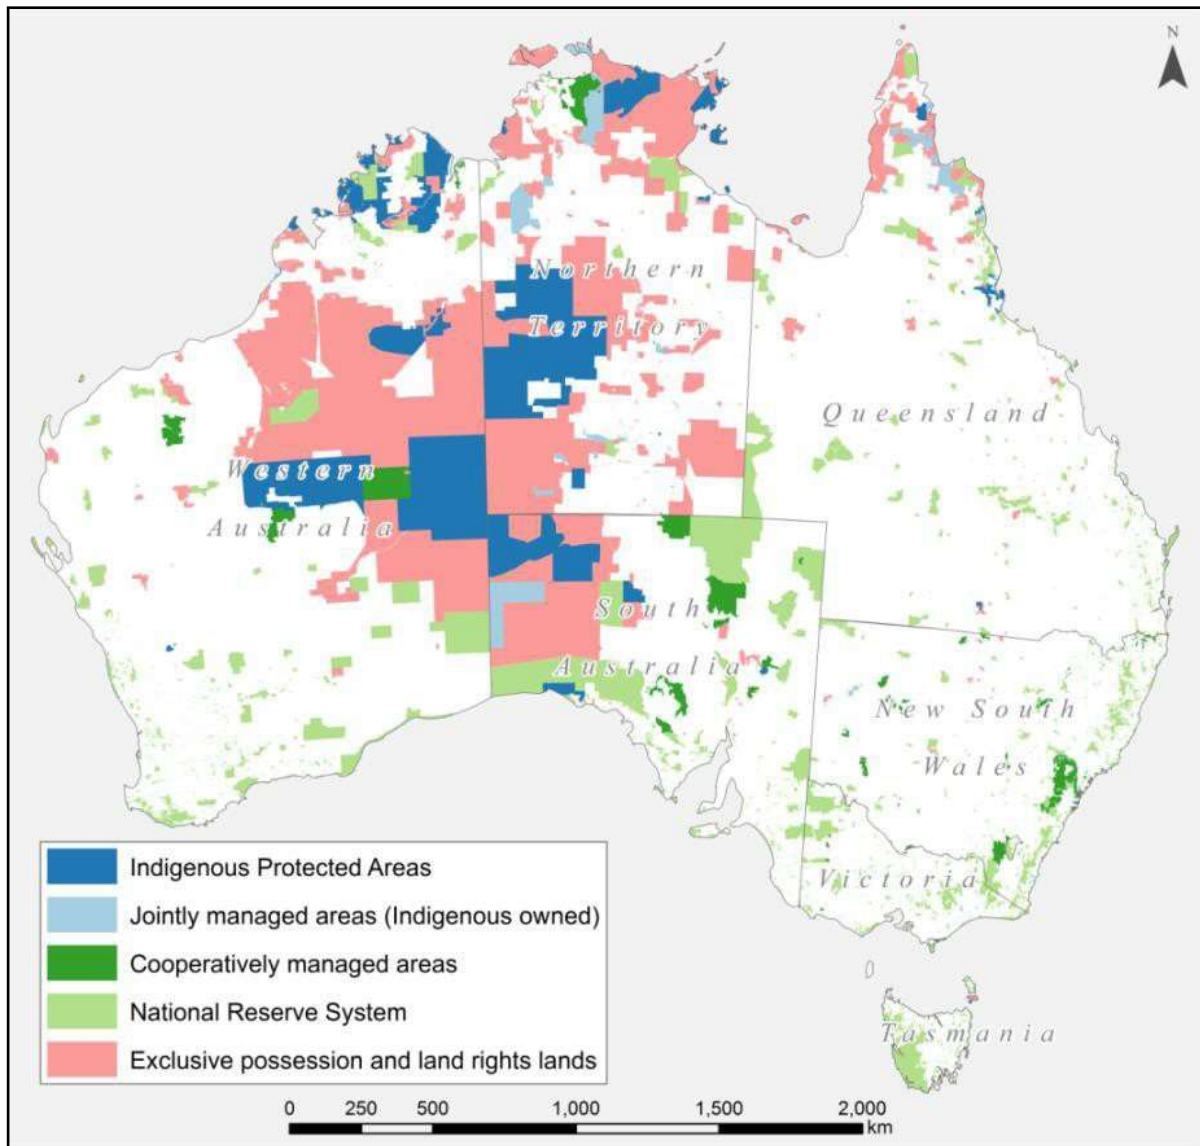 N
Northern
Territory
Queensland
Western
Australia
South
Australia
New South
Wales
Victoria
Tasmania
Indigenous Protected Areas
Jointly managed areas (Indigenous owned)
Cooperatively managed areas
National Reserve System
Exclusive possession and land rights lands
0 250 500 1,000 1,500 2,000
km